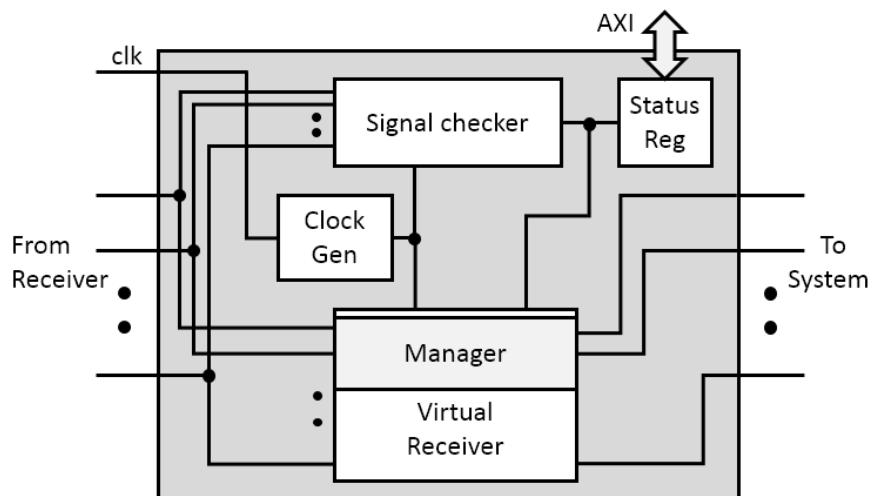 AXI
clk
Signal checker
Status
Reg
Clock
Gen
From
Receiver
To
System
Manager
Virtual
Receiver